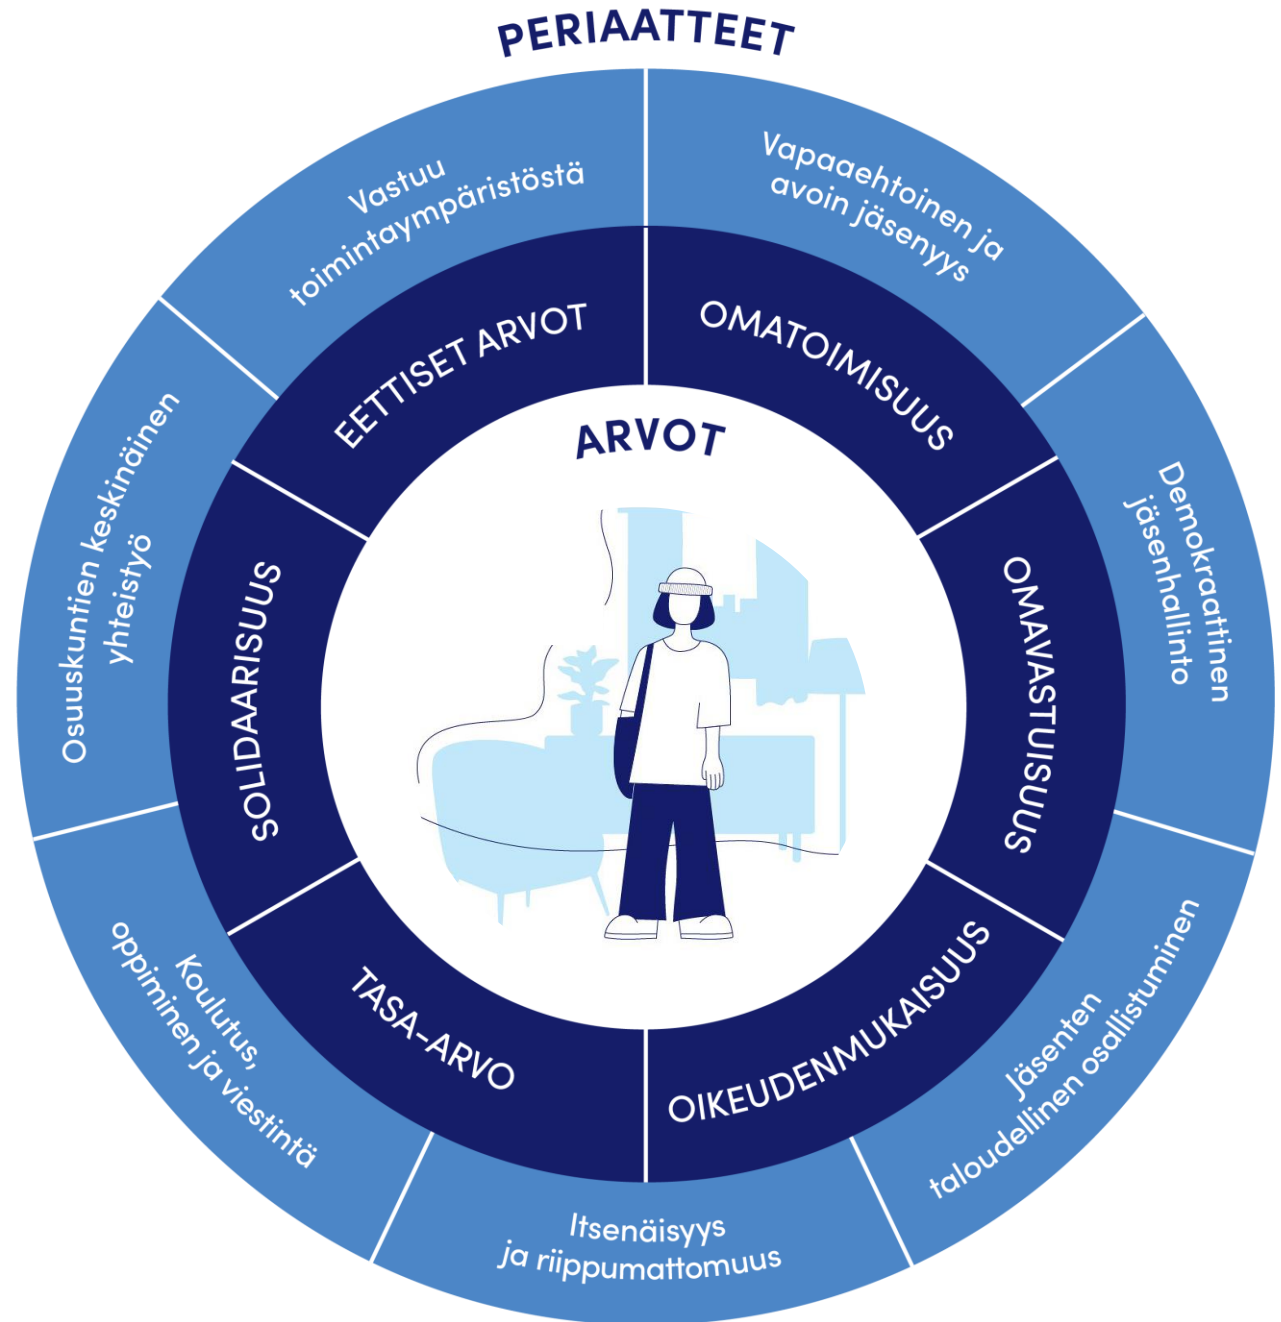 PERIAATTEET
Vapaaehtoinen ja
avoin jäsenyys
Demokraattinen
jäsenhallinto
Jäsenten
taloudellinen osallistuminen
Itsenäisyys
ja riippumattomuus
Koulutus,
oppiminen ja viestintä
Osuuskuntien keskinäinen
yhteistyö
Vastuu
toimintaympäristöstä
ARVOT
OMATOIMISUUS
OMAVASTUISUUS
OIKEUDENMUKAISUUS
TASA-ARVO
SOLIDAARISUUS
EETTISET ARVOT